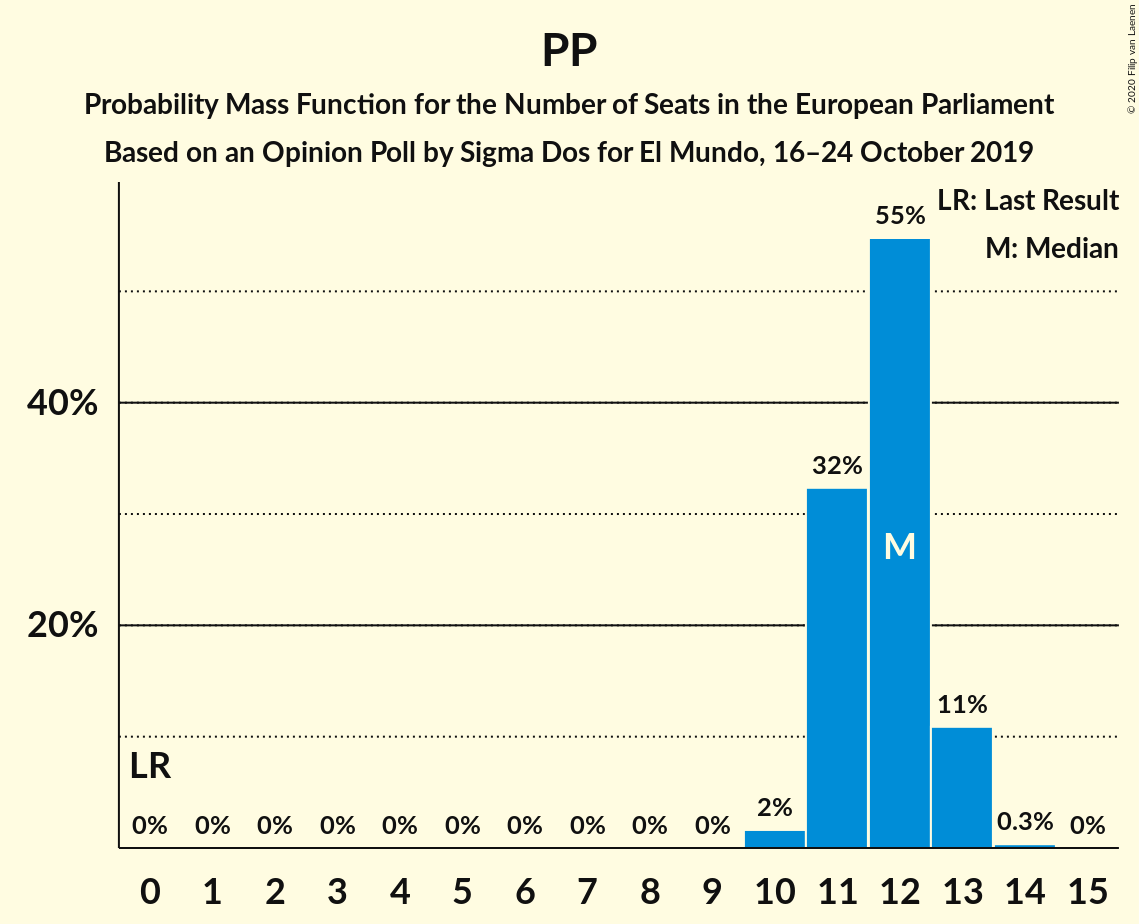 PP
Probability Mass Function for the Number of Seats in the European Parliament
Based on an Opinion Poll by Sigma Dos for El Mundo, 16–24 October 2019
© 2020 Filip van Laenen
LR: Last Result
M: Median
55%
40%
32%
M
20%
11%
LR
0% 0% 0% 0% 0% 0% 0% 0% 0% 0% 2% 0.3% 0%
0 1 2 3 4 5 6 7 8 9 10 11 12 13 14 15